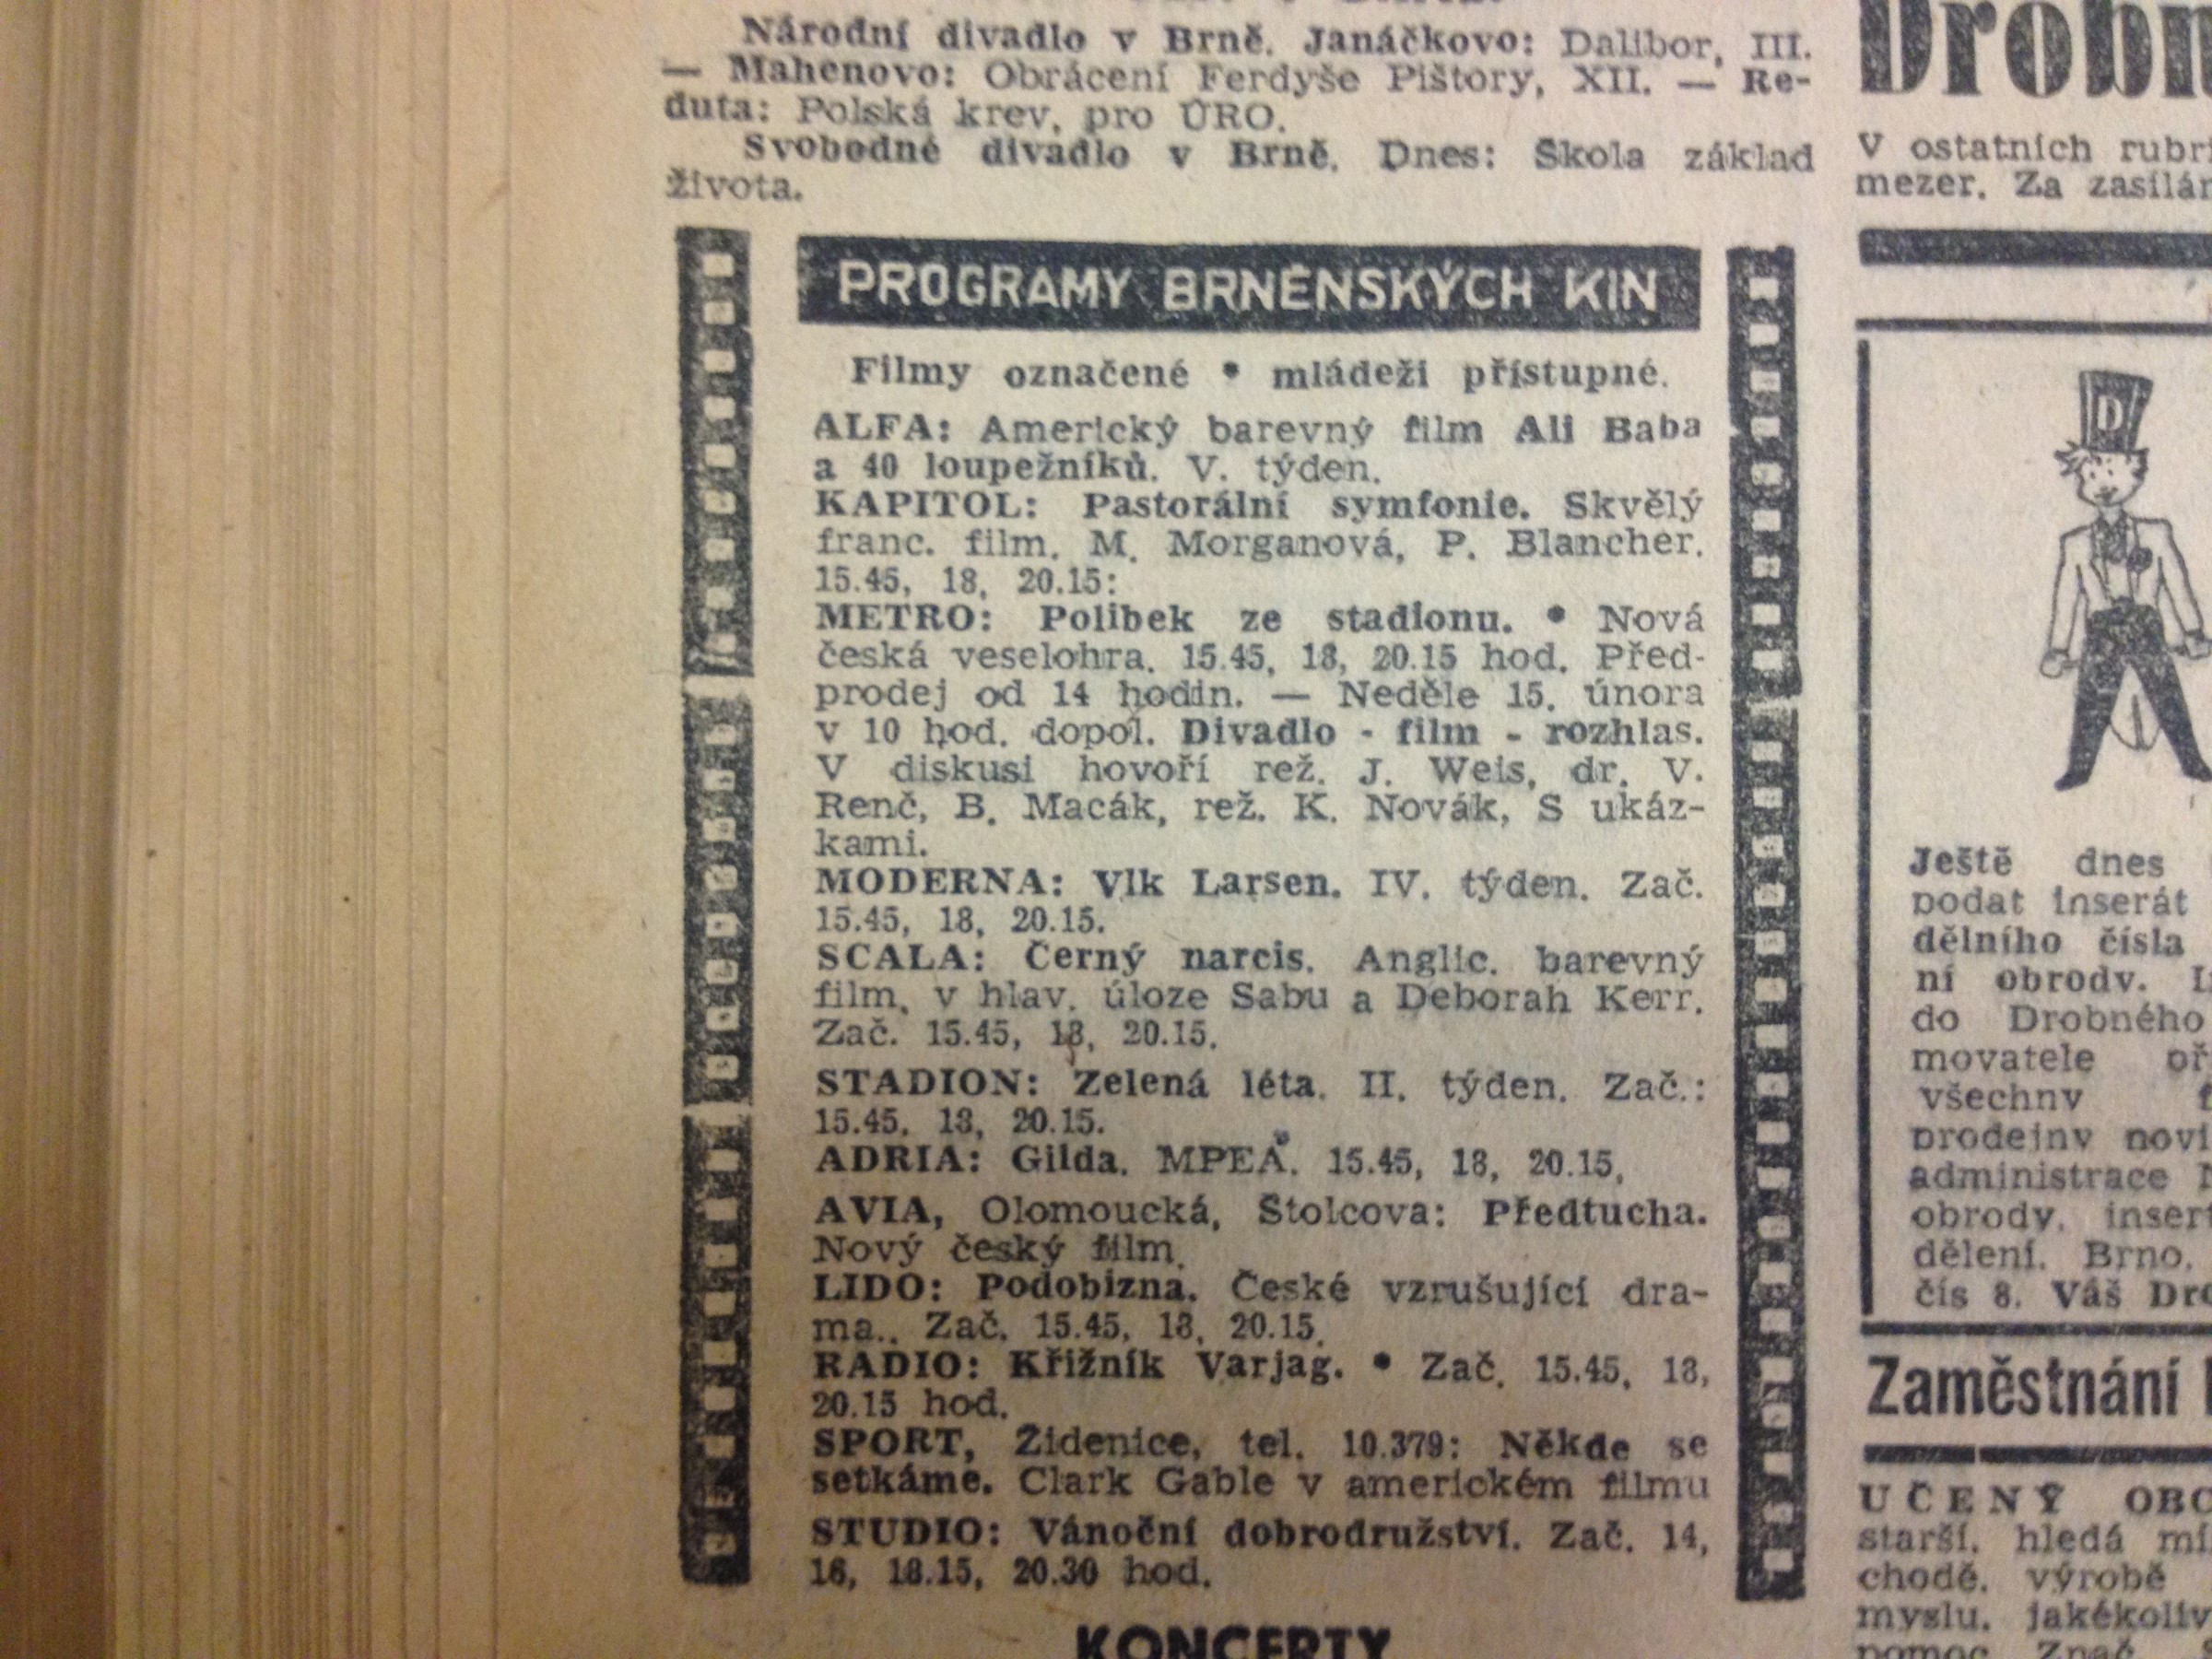 Národní divadlo v Brně. Janáčkovo: Dalibor, III.
— Mahenovo: Obrácení Ferdyše Pištory, XII. — Re-
duta: Polská krev, pro ÚRO.
Svobodné divadlo v Brně. Dnes: Škola základ
života.
PROGRAMY BRNĚNSKÝCH KIN
Filmy označené • mládeži přístupné.
ALFA: Americký barevný film Ali Baba
a 40 loupežníků. V. týden.
KAPITOL: Pastorální symfonie. Skvělý
franc. film. M. Morganová, P. Blancher.
15.45, 18, 20.15:
METRO: Polibek ze stadionu. • Nová
česká veselohra. 15.45, 18, 20.15 hod. Před-
prodej od 14 hodin. — Neděle 15. února
v 10 hod. dopol. Divadlo - film - rozhlas.
V diskusi hovoří rež. J. Weis, dr. V.
Renč, B. Macák, rež. K. Novák, S ukáz-
kami.
MODERNA: Vlk Larsen. IV. týden. Zač.
15.45, 18, 20.15.
SCALA: Černý narcis. Anglic. barevný
film, v hlav. úloze Sabu a Deborah Kerr.
Zač. 15.45, 18, 20.15.
STADION: Zelená léta. II. týden. Zač.:
15.45, 18, 20.15.
ADRIA: Gilda. MPEA. 15.45, 18, 20.15,
AVIA, Olomoucká, Stolcova: Předtucha.
Nový český film.
LIDO: Podobizna. České vzrušující dra-
ma.. Zač. 15.45, 18, 20.15.
RADIO: Křižník Varjag. • Zač. 15.45, 18,
20.15 hod.
SPORT, Židenice, tel. 10.379: Někde se
setkáme. Clark Gable v americkém filmu
STUDIO: Vánoční dobrodružství. Zač. 14,
16, 18.15, 20.30 hod.
KONCERTY
Drobn
V ostatních rubri
mezer. Za zasílán
D
Ještě dnes
podat inserát
dělního čísla
ní obrody. I
do Drobného
movatele př
všechny f
prodejny novi
administrace N
obrody, inser
dělení, Brno,
čís 8. Váš Dro
Zaměstnání
UČENÝ OBC
starší, hledá mí
chodě, výrobě
myslu, jakékoliv
pomoc Znač.